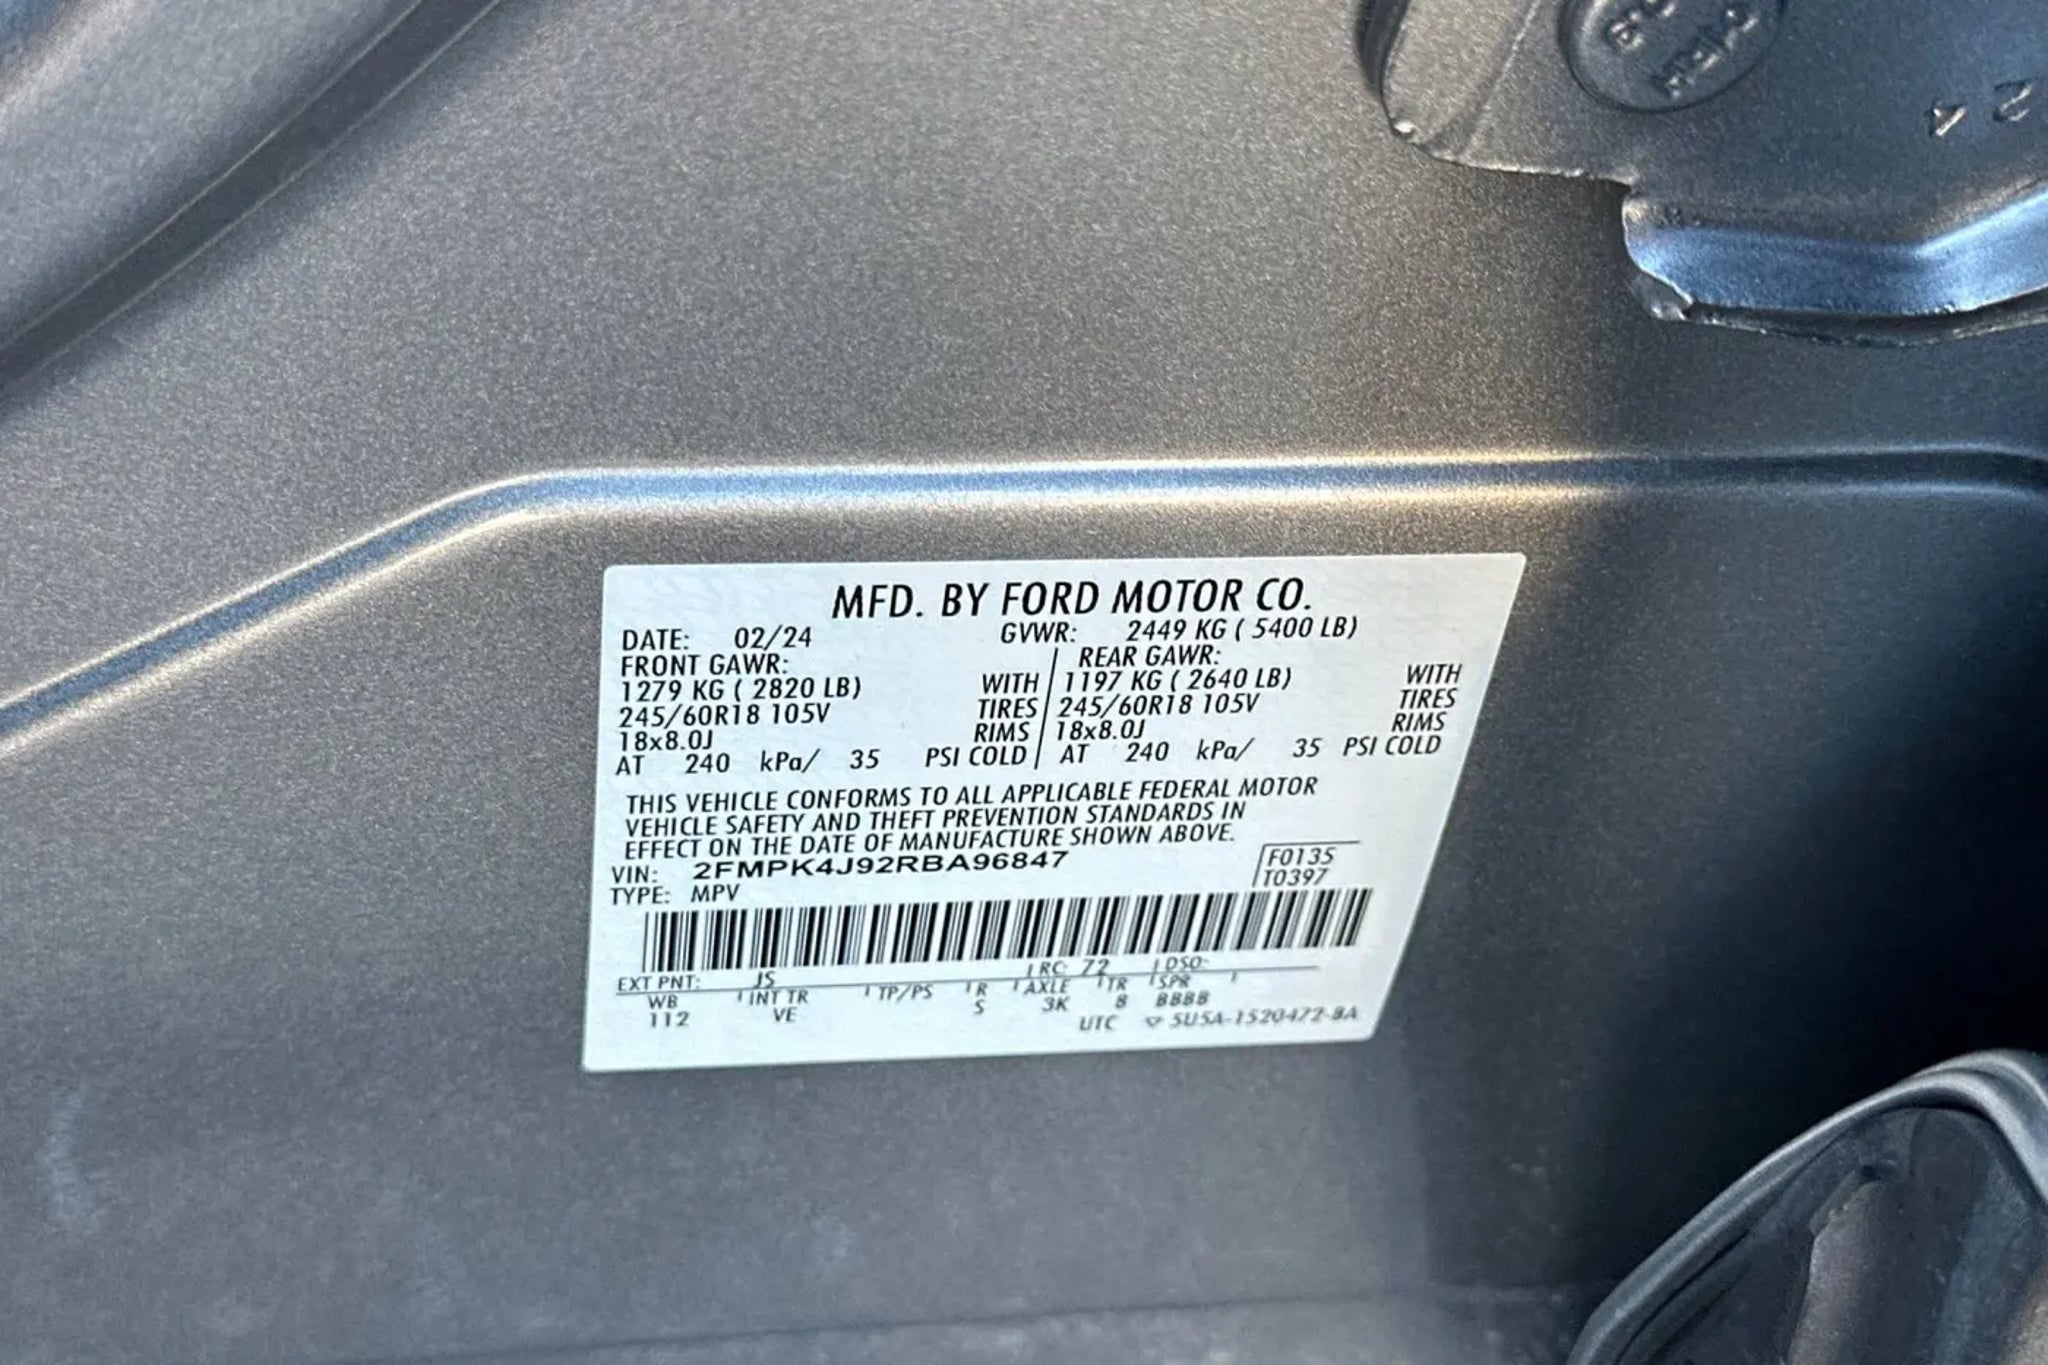 24
MFD. BY FORD MOTOR CO.
DATE: 02/24 GVWR: 2449 KG ( 5400 LB)
FRONT GAWR: REAR GAWR:
1279 KG ( 2820 LB) WITH 1197 KG ( 2640 LB) WITH
245/60R18 105V TIRES 245/60R18 105V TIRES
18x8.0J RIMS 18x8.0J RIMS
AT 240 kPa/ 35 PSI COLD AT 240 kPa/ 35 PSI COLD
THIS VEHICLE CONFORMS TO ALL APPLICABLE FEDERAL MOTOR
VEHICLE SAFETY AND THEFT PREVENTION STANDARDS IN
EFFECT ON THE DATE OF MANUFACTURE SHOWN ABOVE.
VIN: 2FMPK4J92RBA96847 F0135
TYPE: MPV T0397
EXT PNT: JS RC: 72 DSO:
WB INT TR TP/PS R AXLE TR SPR
112 VE S 3K 8 BBBB
UTC 5U5A-1520472-BA